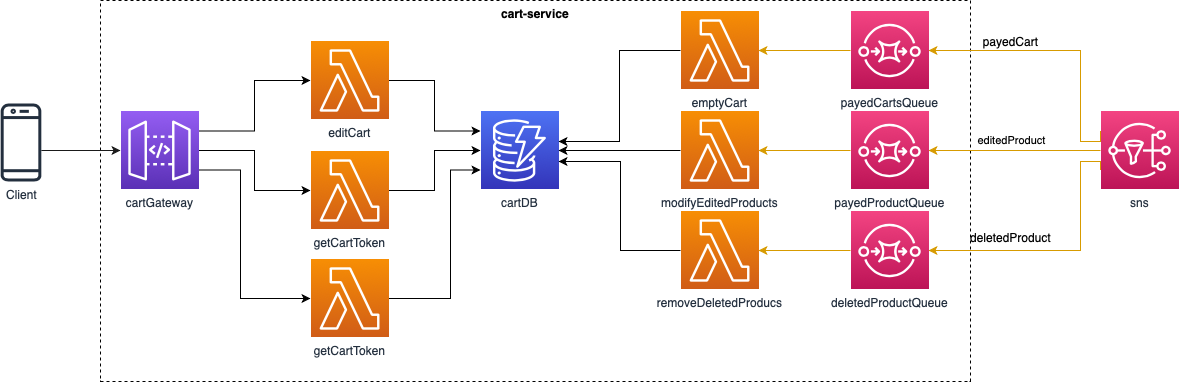 cart-service
payedCart
emptyCart
payedCartsQueue
editCart
editedProduct
Client
cartGateway
cartDB
modifyEditedProducts
payedProductQueue
sns
getCartToken
deletedProduct
removeDeletedProducs
deletedProductQueue
getCartToken